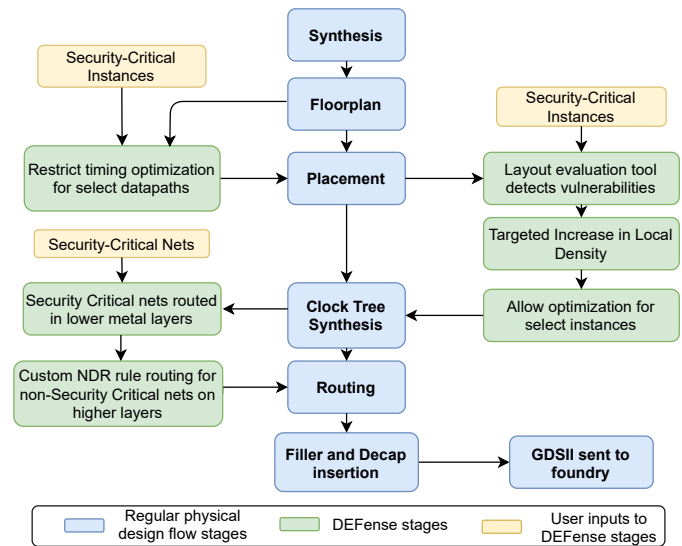 Synthesis
Security-Critical
Instances
Floorplan
Security-Critical
Instances
Restrict timing optimization
for select datapaths
Placement
Layout evaluation tool
detects vulnerabilities
Targeted Increase in Local
Density
Security-Critical Nets
Security Critical nets routed
in lower metal layers
Clock Tree
Synthesis
Allow optimization for
select instances
Custom NDR rule routing for
non-Security Critical nets on
higher layers
Routing
Filler and Decap
insertion
GDSII sent to
foundry
Regular physical
design flow stages
DEFense stages
User inputs to
DEFense stages